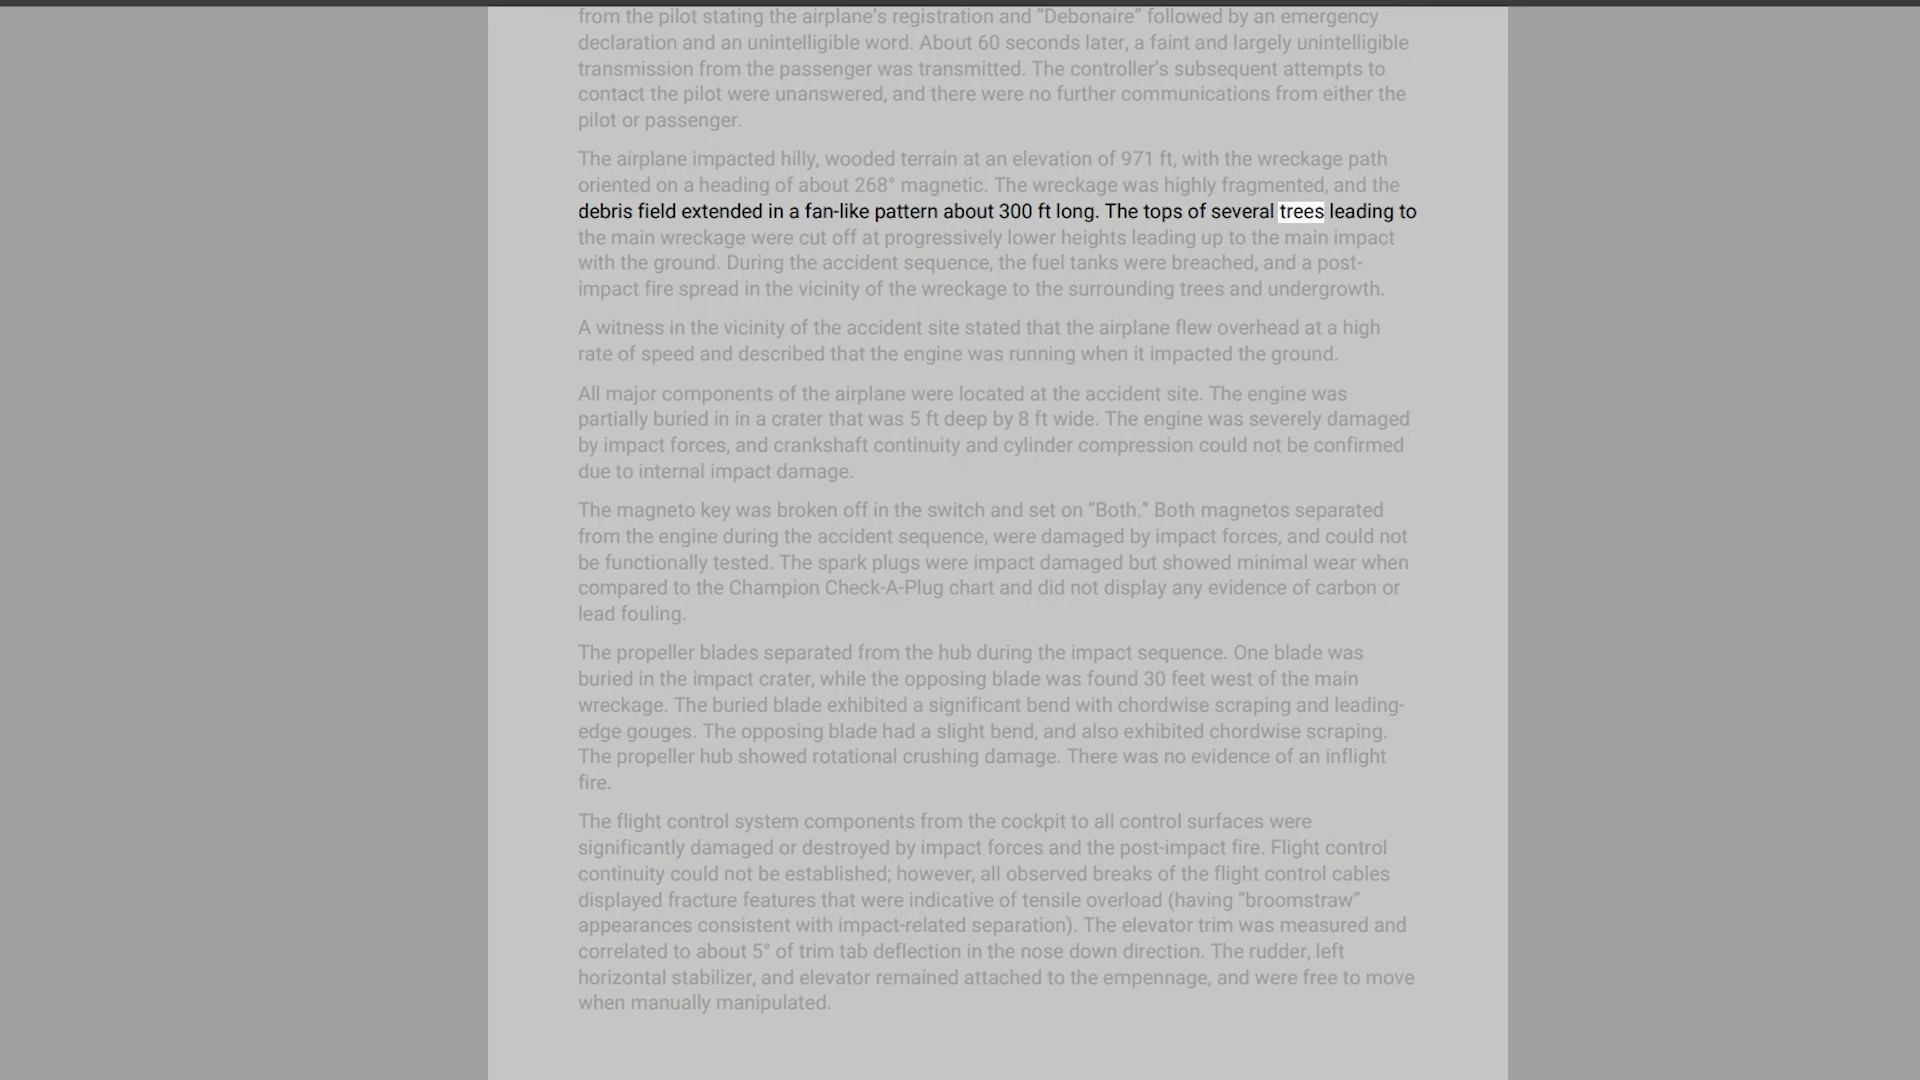 from the pilot stating the airplane’s registration and “Debonaire” followed by an emergency
declaration and an unintelligible word. About 60 seconds later, a faint and largely unintelligible
transmission from the passenger was transmitted. The controller’s subsequent attempts to
contact the pilot were unanswered, and there were no further communications from either the
pilot or passenger.
The airplane impacted hilly, wooded terrain at an elevation of 971 ft, with the wreckage path
oriented on a heading of about 268° magnetic. The wreckage was highly fragmented, and the
debris field extended in a fan-like pattern about 300 ft long. The tops of several trees leading to
the main wreckage were cut off at progressively lower heights leading up to the main impact
with the ground. During the accident sequence, the fuel tanks were breached, and a post-
impact fire spread in the vicinity of the wreckage to the surrounding trees and undergrowth.
A witness in the vicinity of the accident site stated that the airplane flew overhead at a high
rate of speed and described that the engine was running when it impacted the ground.
All major components of the airplane were located at the accident site. The engine was
partially buried in in a crater that was 5 ft deep by 8 ft wide. The engine was severely damaged
by impact forces, and crankshaft continuity and cylinder compression could not be confirmed
due to internal impact damage.
The magneto key was broken off in the switch and set on “Both.” Both magnetos separated
from the engine during the accident sequence, were damaged by impact forces, and could not
be functionally tested. The spark plugs were impact damaged but showed minimal wear when
compared to the Champion Check-A-Plug chart and did not display any evidence of carbon or
lead fouling.
The propeller blades separated from the hub during the impact sequence. One blade was
buried in the impact crater, while the opposing blade was found 30 feet west of the main
wreckage. The buried blade exhibited a significant bend with chordwise scraping and leading-
edge gouges. The opposing blade had a slight bend, and also exhibited chordwise scraping.
The propeller hub showed rotational crushing damage. There was no evidence of an inflight
fire.
The flight control system components from the cockpit to all control surfaces were
significantly damaged or destroyed by impact forces and the post-impact fire. Flight control
continuity could not be established; however, all observed breaks of the flight control cables
displayed fracture features that were indicative of tensile overload (having “broomstraw”
appearances consistent with impact-related separation). The elevator trim was measured and
correlated to about 5° of trim tab deflection in the nose down direction. The rudder, left
horizontal stabilizer, and elevator remained attached to the empennage, and were free to move
when manually manipulated.